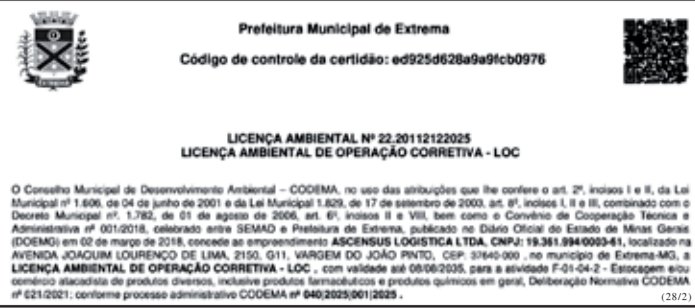 Prefeitura Municipal de Extrema
Código de controle da certidão: ed925d628a9a9fcb0976
LICENÇA AMBIENTAL Nº 22.20112122025
LICENÇA AMBIENTAL DE OPERAÇÃO CORRETIVA - LOC
O Conselho Municipal de Desenvolvimento Ambiental – CODEMA, no uso das atribuições que lhe confere o art. 2º, incisos I e II, da Lei
Municipal nº 1.606, de 04 de junho de 2001 e da Lei Municipal 1.829, de 17 de setembro de 2003, art. 8º, incisos I, II e III, combinado com o
Decreto Municipal nº. 1.782, de 01 de agosto de 2006, art. 6º, incisos II e VIII, bem como o Convênio de Cooperação Técnica e
Administrativa nº 001/2018, celebrado entre SEMAD e Prefeitura de Extrema, publicado no Diário Oficial do Estado de Minas Gerais
(DOEMG) em 02 de março de 2018, concede ao empreendimento ASCENSUS LOGISTICA LTDA, CNPJ: 19.351.994/0003-61, localizado na
AVENIDA JOAQUIM LOURENÇO DE LIMA, 2150, G11, VARGEM DO JOÃO PINTO, CEP: 37640-000 , no município de Extrema-MG, a
LICENÇA AMBIENTAL DE OPERAÇÃO CORRETIVA - LOC , com validade até 08/08/2035, para a atividade F-01-04-2 - Estocagem e/ou
comércio atacadista de produtos diversos, inclusive produtos farmacêuticos e produtos químicos em geral, Deliberação Normativa CODEMA
nº 021/2021; conforme processo administrativo CODEMA nº 040/2025/001/2025 .
(28/2)